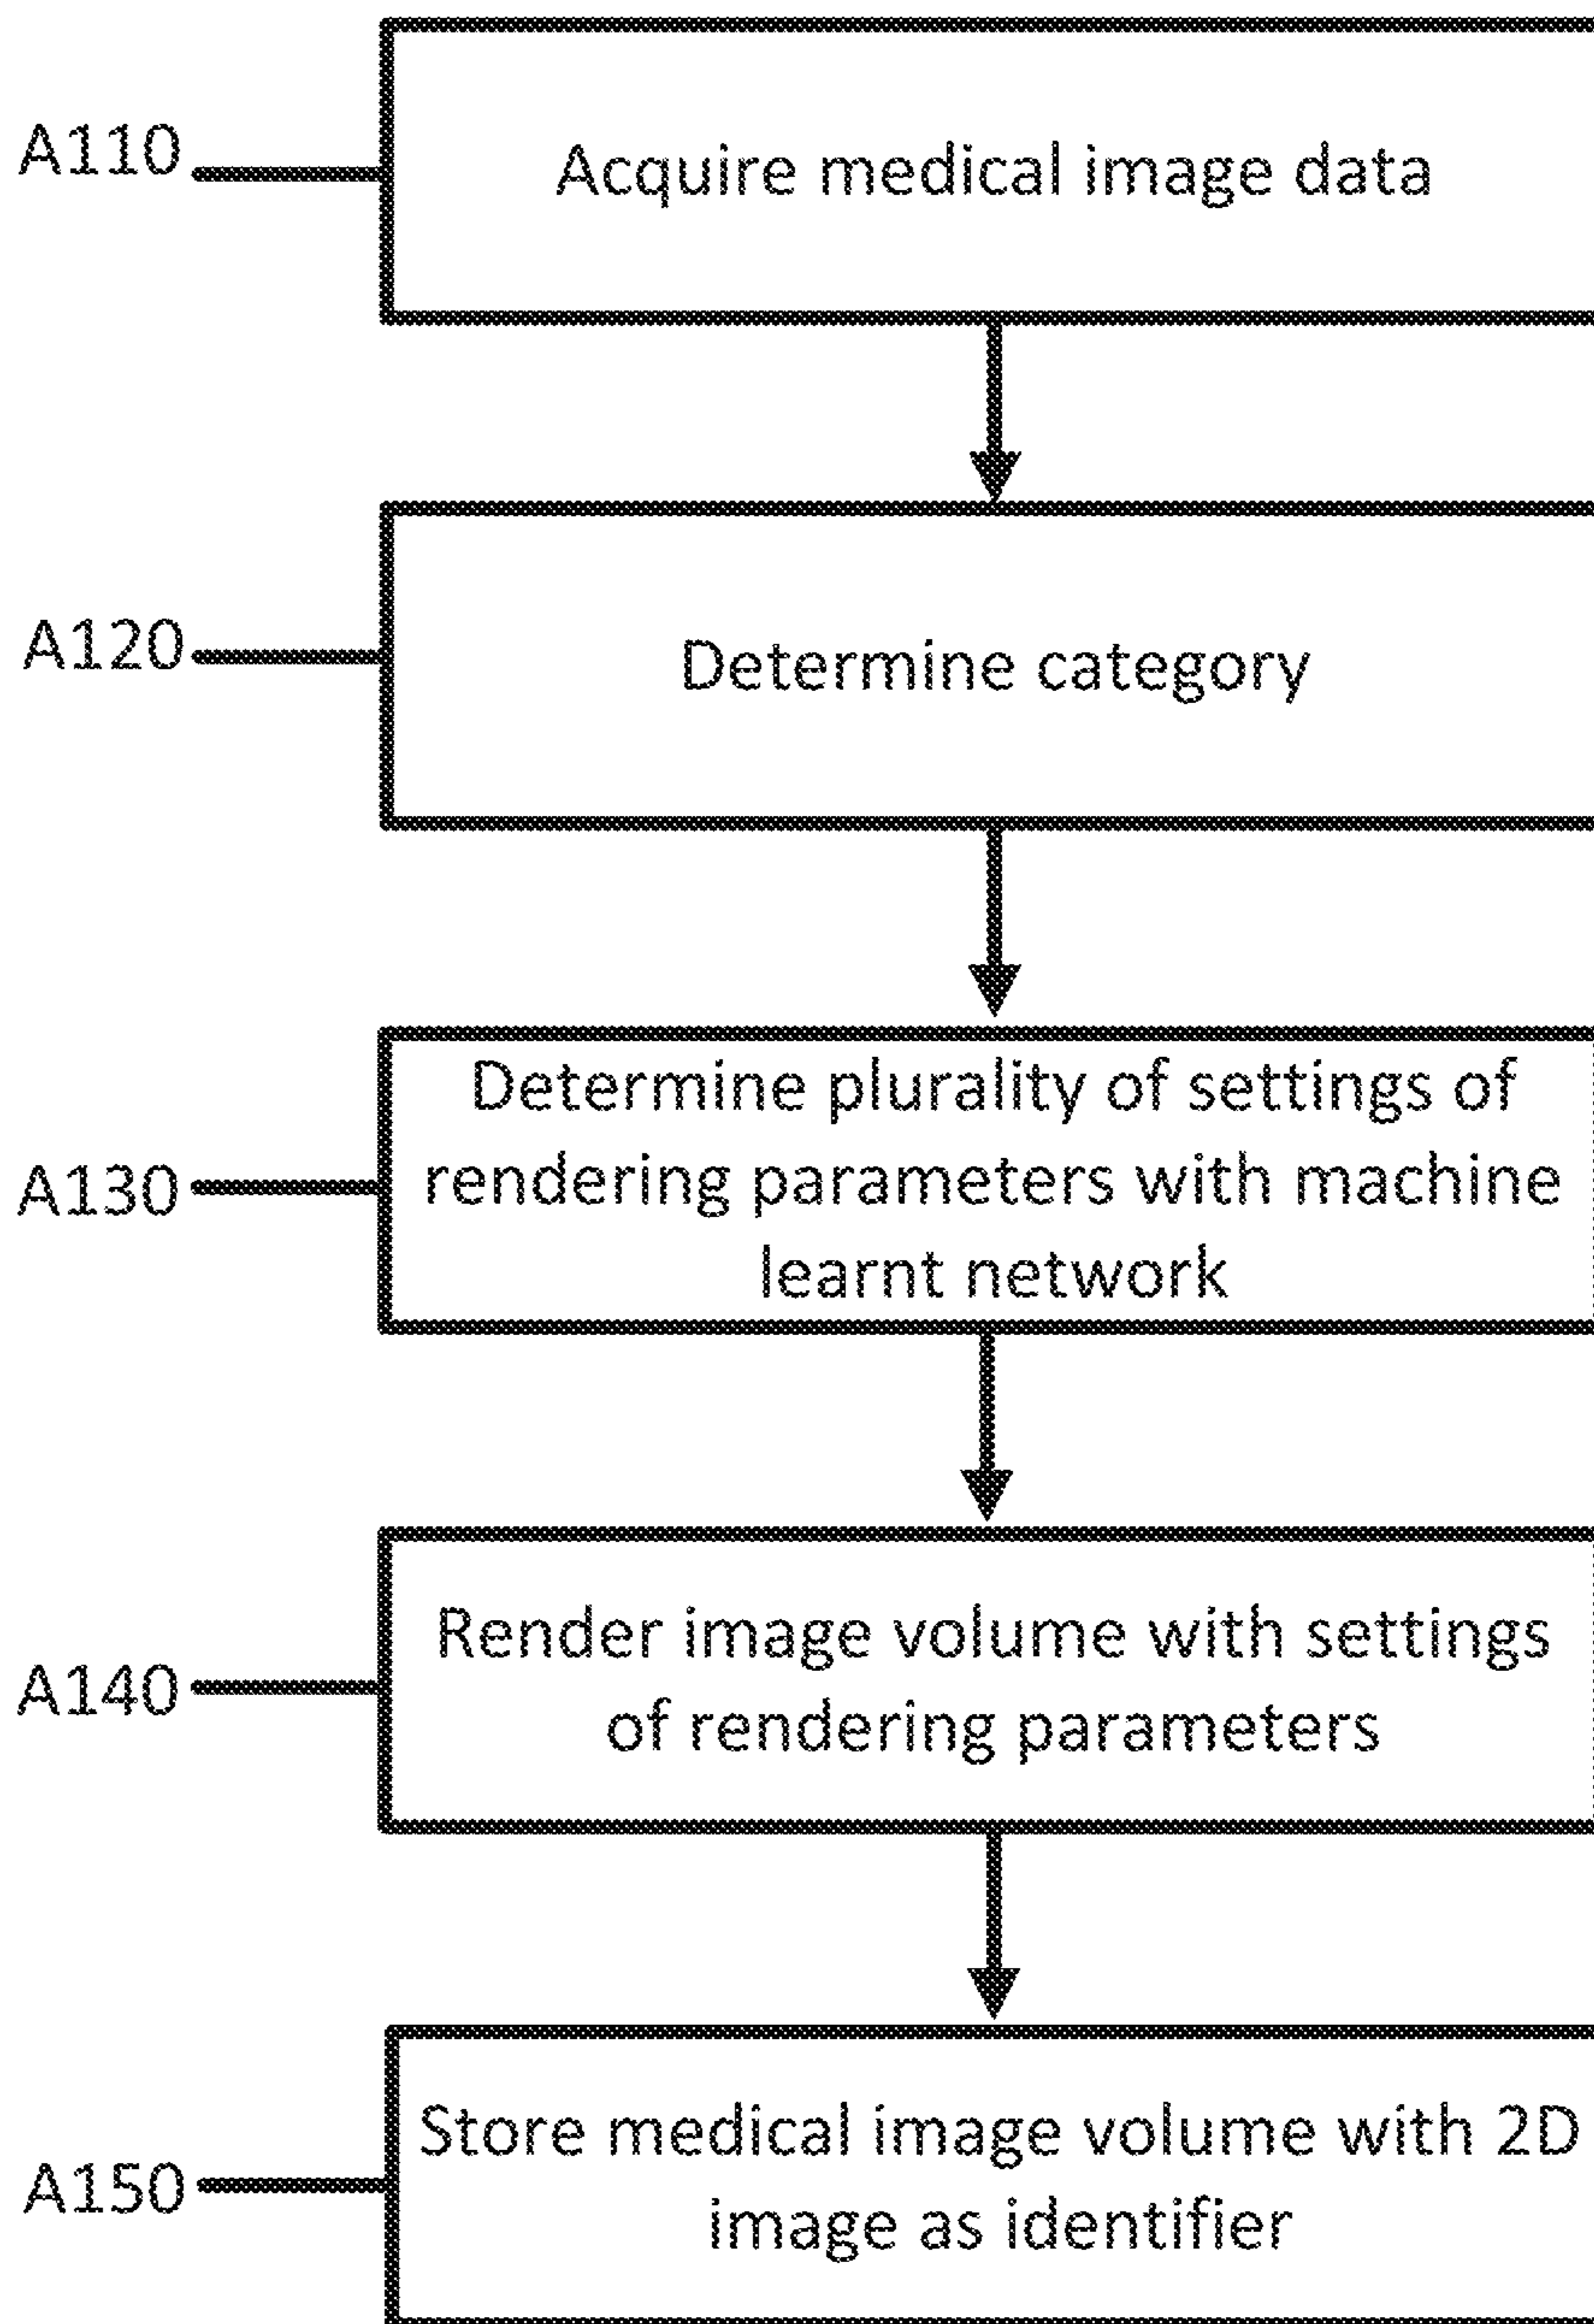 A110
Acquire medical image data
A120
Determine category
Determine plurality of settings of
A130
rendering parameters with machine
learnt network
Render image volume with settings
A140
of rendering parameters
Store medical image volume with 2D
A150
image as identifier